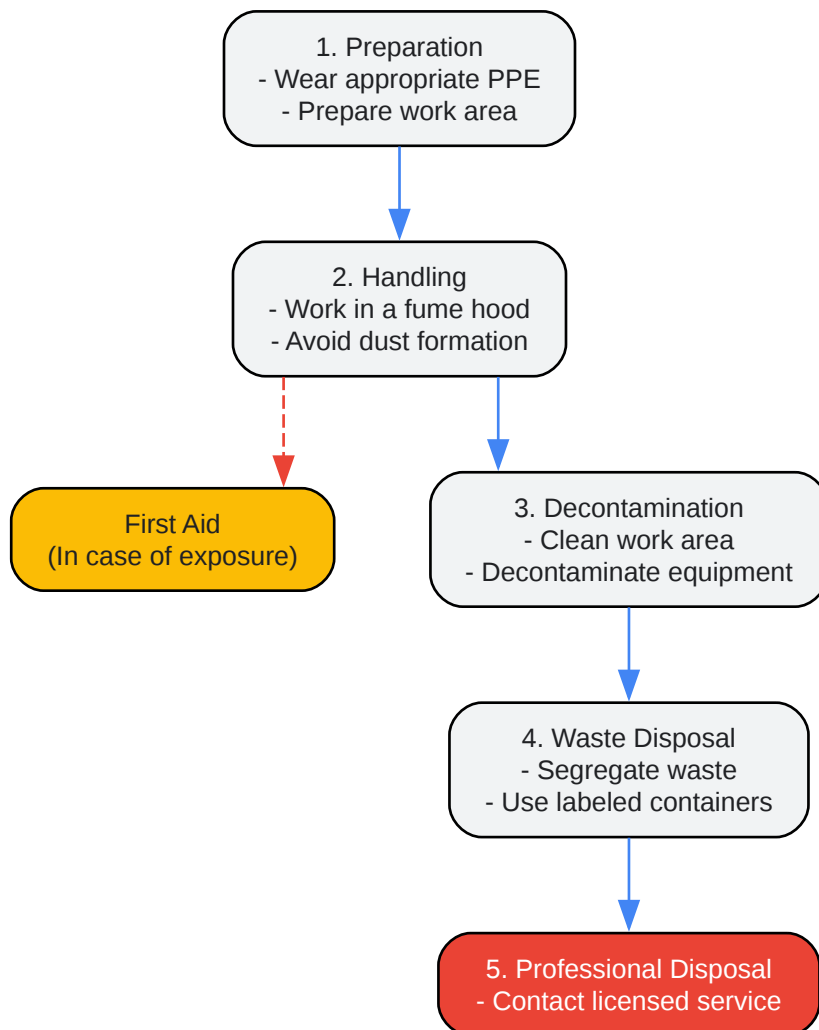 1. Preparation
- Wear appropriate PPE
- Prepare work area
2. Handling
- Work in a fume hood
- Avoid dust formation
First Aid
(In case of exposure)
3. Decontamination
- Clean work area
- Decontaminate equipment
4. Waste Disposal
- Segregate waste
- Use labeled containers
5. Professional Disposal
- Contact licensed service